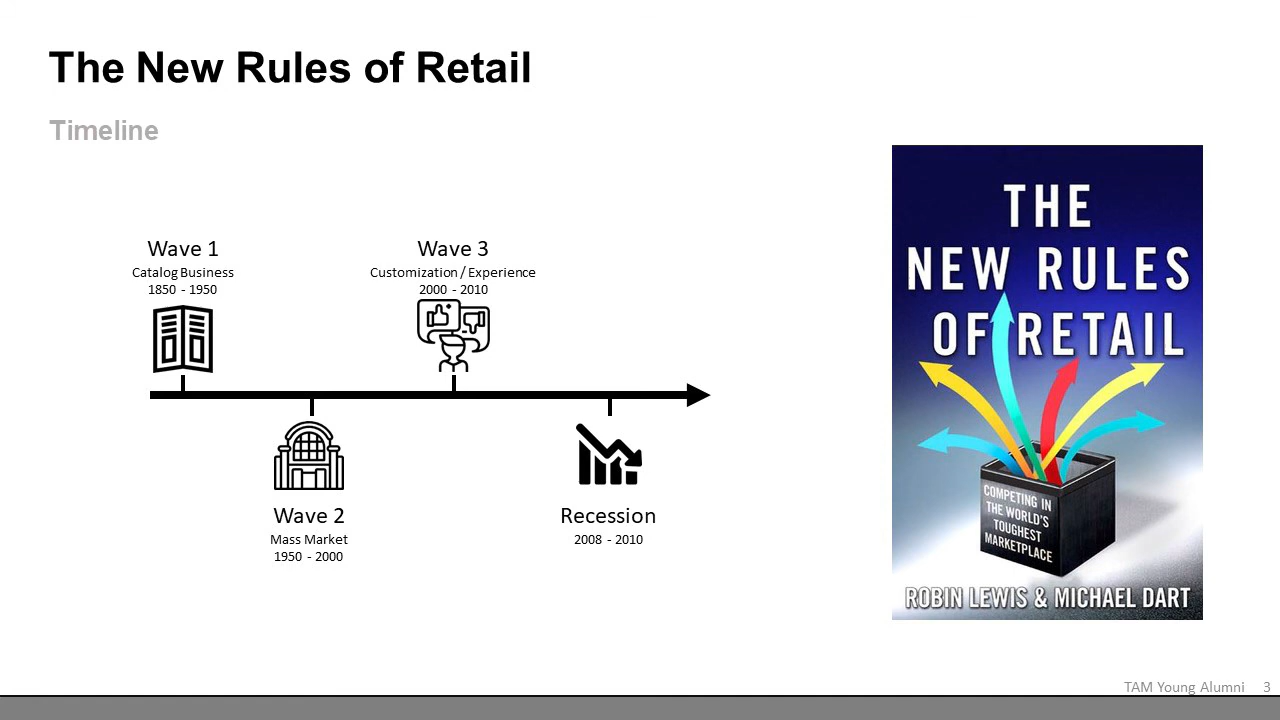 The New Rules of Retail
Timeline
Wave 1
Catalog Business
1850 - 1950
Wave 3
Customization / Experience
2000 - 2010
Wave 2
Mass Market
1950 - 2000
Recession
2008 - 2010
THE
NEW RULES
OF RETAIL
COMPETING IN
THE WORLD'S
TOUGHEST
MARKETPLACE
ROBIN LEWIS & MICHAEL DART
TAM Young Alumni 3